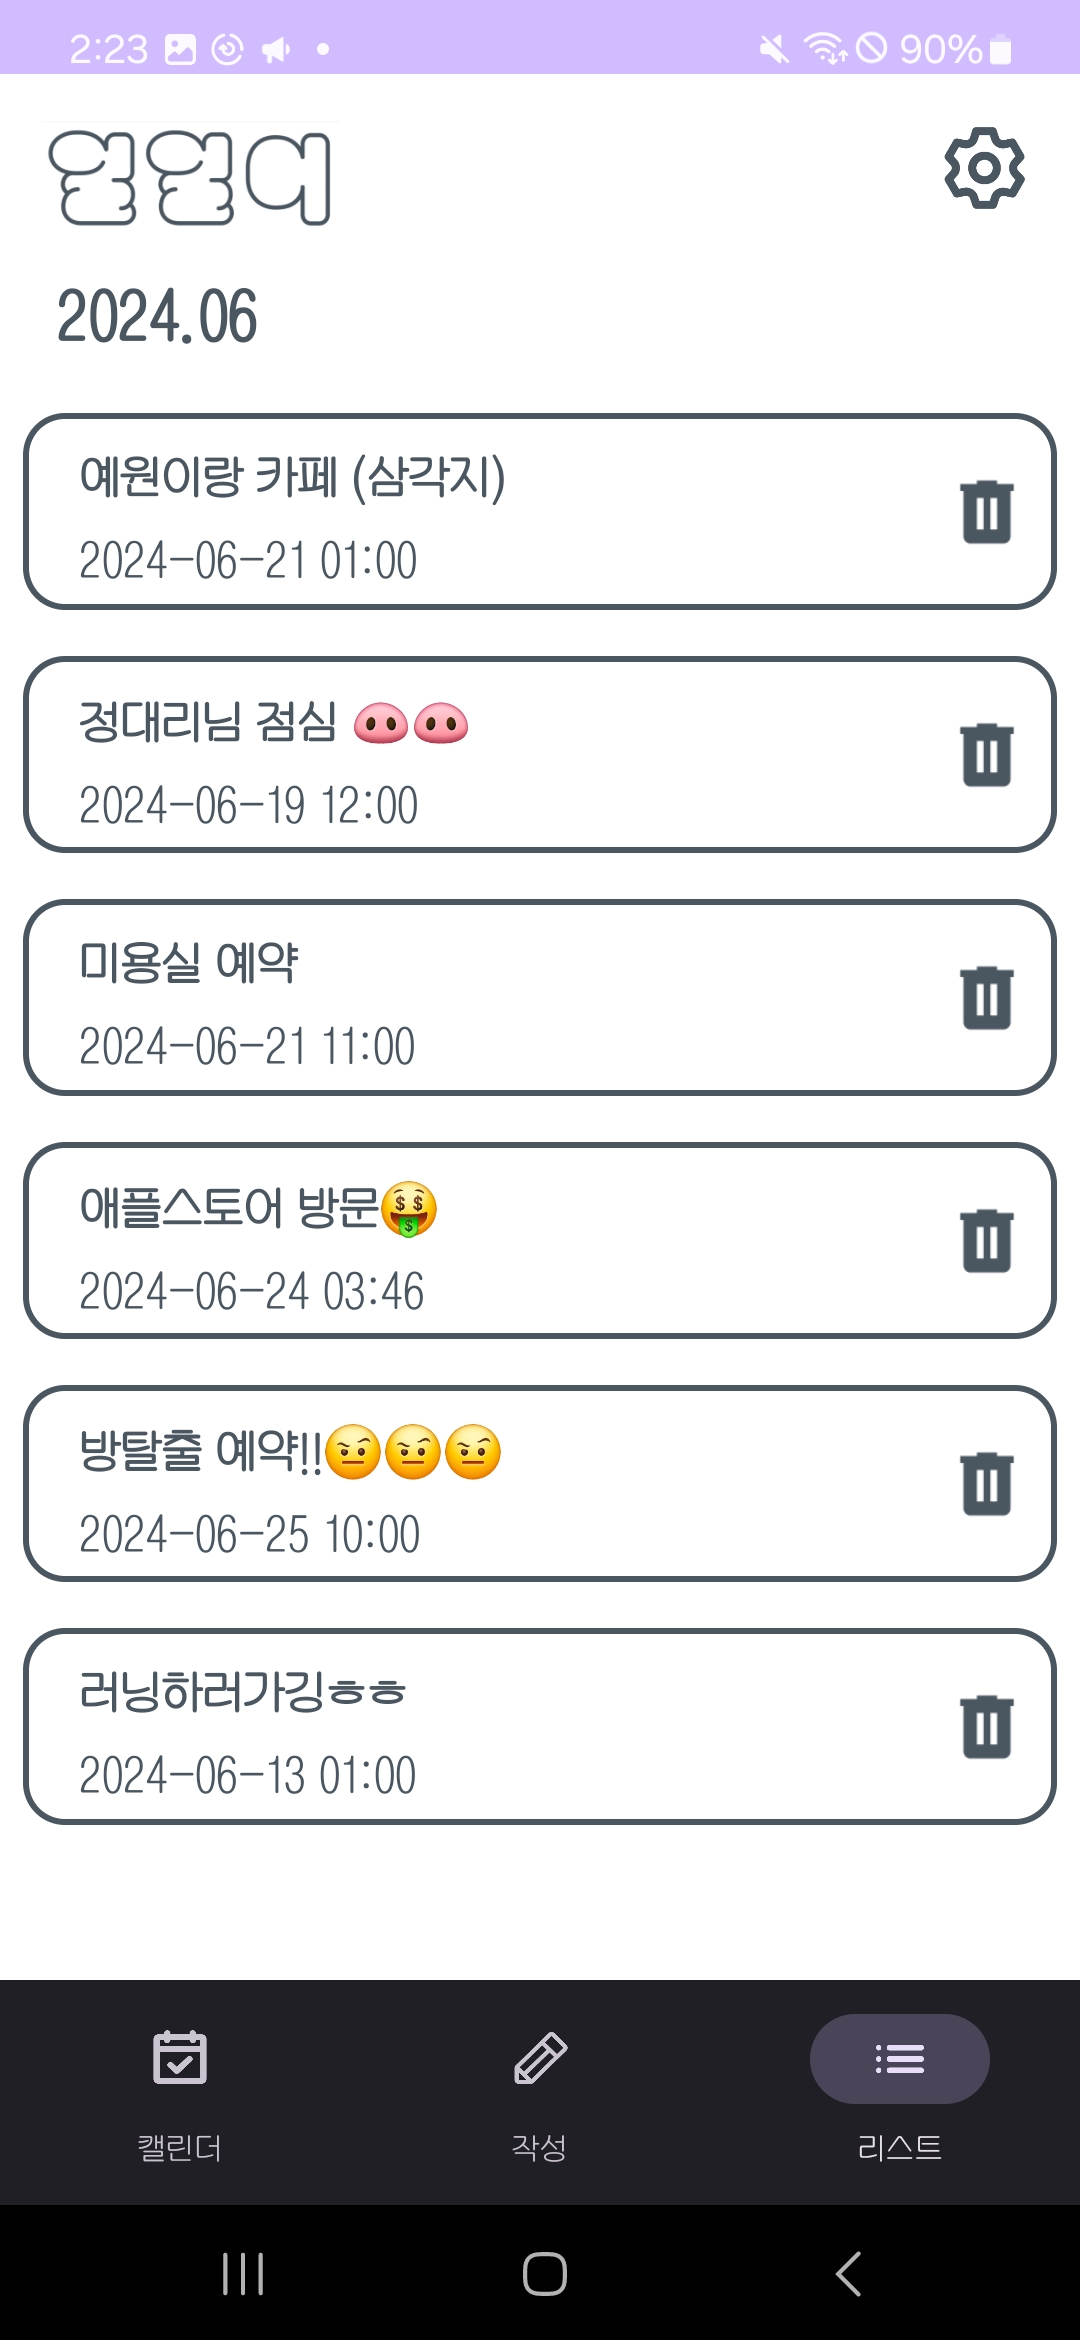 2:23
90%
2024.06
예원이랑 카페 (삼각지)
2024-06-21 01:00
정대리님 점심 🐽🐽
2024-06-19 12:00
미용실 예약
2024-06-21 11:00
애플스토어 방문🤑
2024-06-24 03:46
방탈출 예약!!🤨🤨🤨
2024-06-25 10:00
러닝하러가깅ㅎㅎ
2024-06-13 01:00
캘린더
작성
리스트